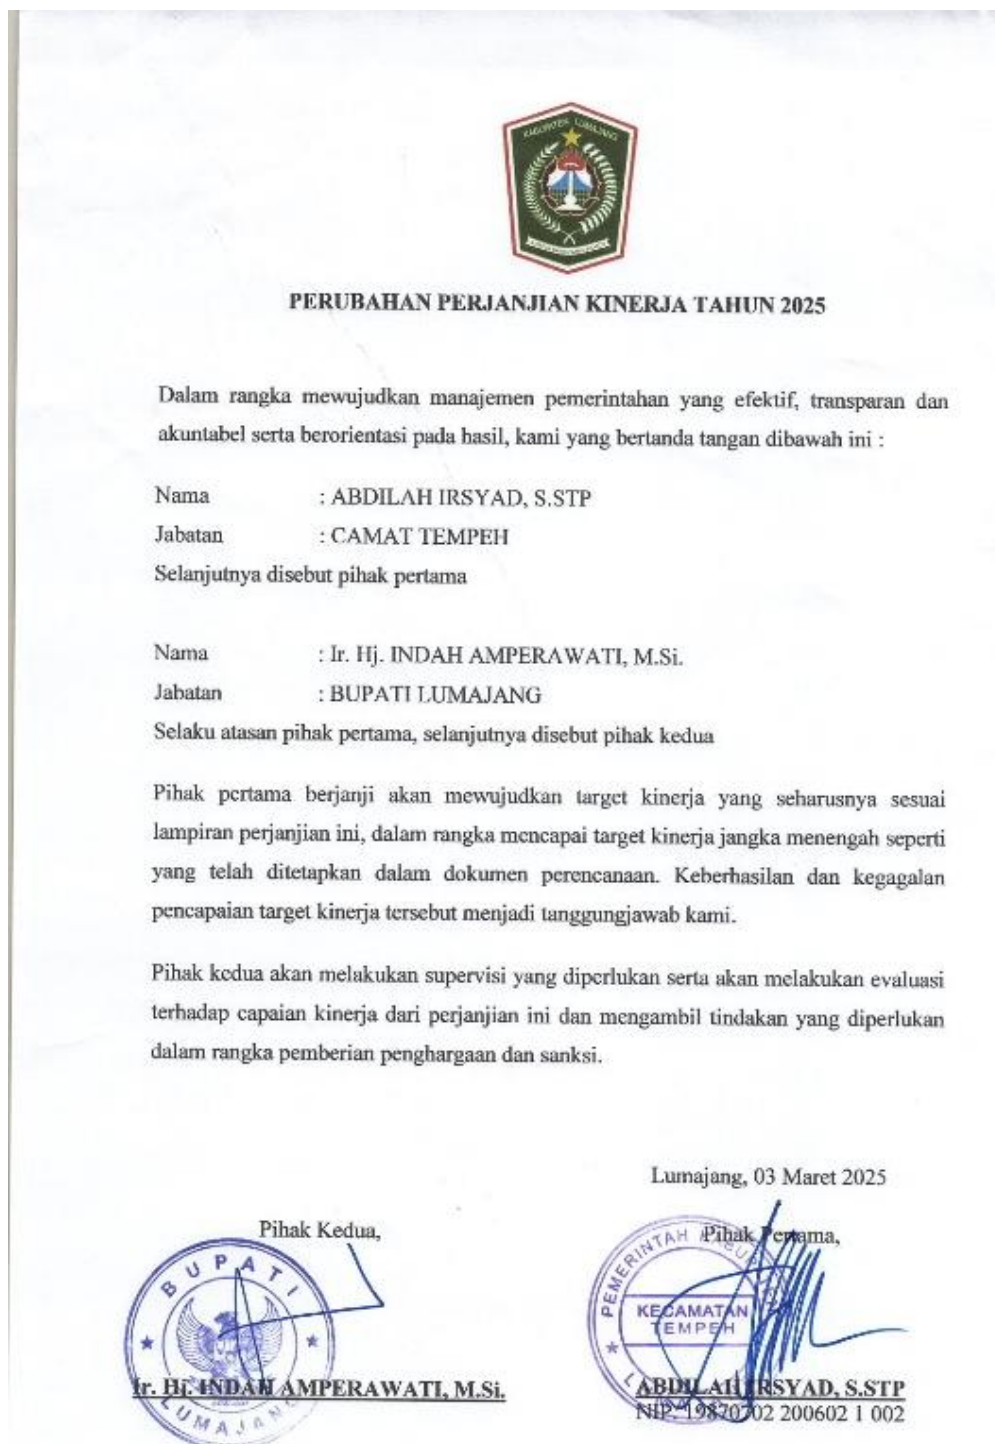 KABUPATEN LUMAJANG
PERUBAHAN PERJANJIAN KINERJA TAHUN 2025
Dalam rangka mewujudkan manajemen pemerintahan yang efektif, transparan dan
akuntabel serta berorientasi pada hasil, kami yang bertanda tangan dibawah ini :
Nama : ABDILAH IRSYAD, S.STP
Jabatan : CAMAT TEMPEH
Selanjutnya disebut pihak pertama
Nama : Ir. Hj. INDAH AMPERAWATI, M.Si.
Jabatan : BUPATI LUMAJANG
Selaku atasan pihak pertama, selanjutnya disebut pihak kedua
Pihak pertama berjanji akan mewujudkan target kinerja yang seharusnya sesuai
lampiran perjanjian ini, dalam rangka mencapai target kinerja jangka menengah seperti
yang telah ditetapkan dalam dokumen perencanaan. Keberhasilan dan kegagalan
pencapaian target kinerja tersebut menjadi tanggungjawab kami.
Pihak kedua akan melakukan supervisi yang diperlukan serta akan melakukan evaluasi
terhadap capaian kinerja dari perjanjian ini dan mengambil tindakan yang diperlukan
dalam rangka pemberian penghargaan dan sanksi.
Lumajang, 03 Maret 2025
Pihak Kedua,
Pihak Pertama,
BUPATI
LUMAJANG
PEMERINTAH
KECAMATAN
TEMPEH
Ir. Hj. INDAH AMPERAWATI, M.Si.
ABDILAH IRSYAD, S.STP
NIP. 19870702 200602 1 002